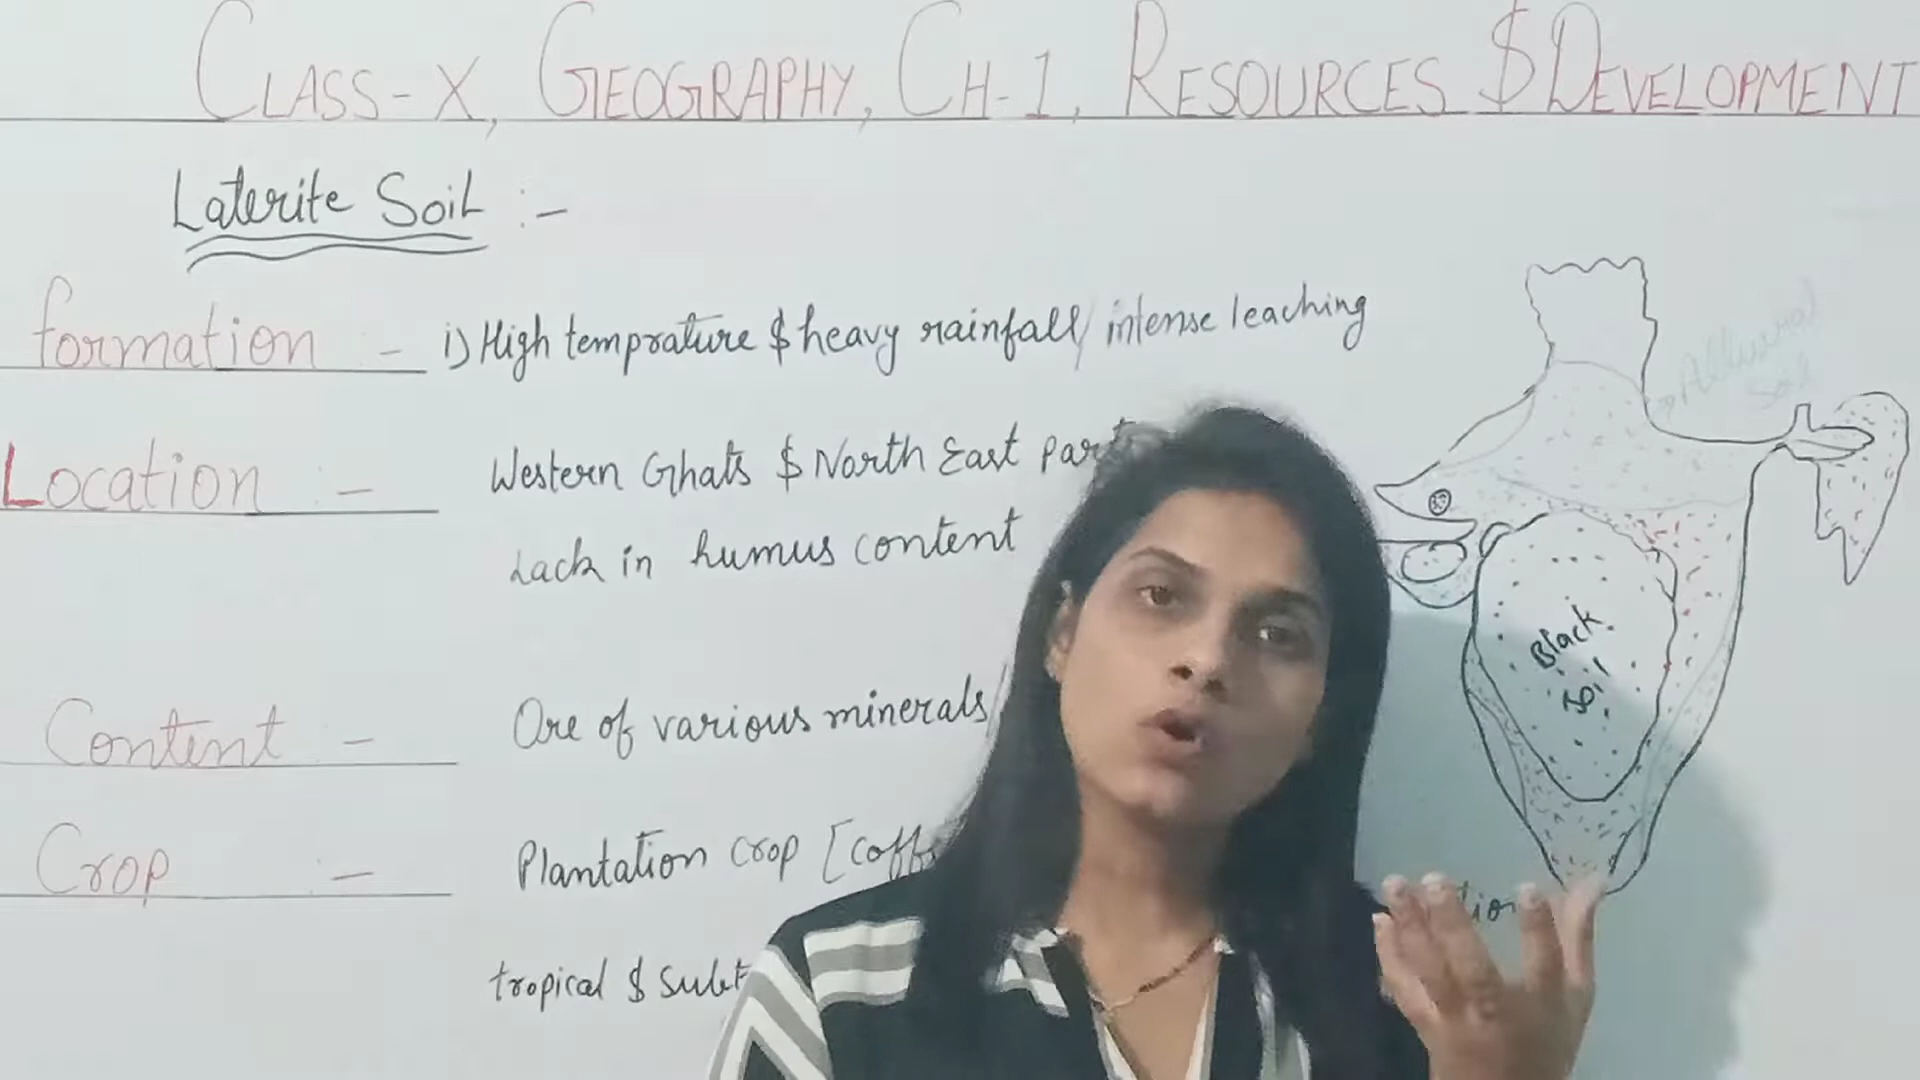 CLASS-X, GEOGRAPHY, CH-1, RESOURCES $ DEVELOPMENT
Laterite Soil :-
formation - i) High temprature $ heavy rainfall/ intense leaching
Location :- Western Ghats $ North East part
Lack in humus content
Content - Ore of various minerals
Crop :- Plantation crop [coff
tropical $ Subt
Alluvial
Soil
Black
Soil
tion